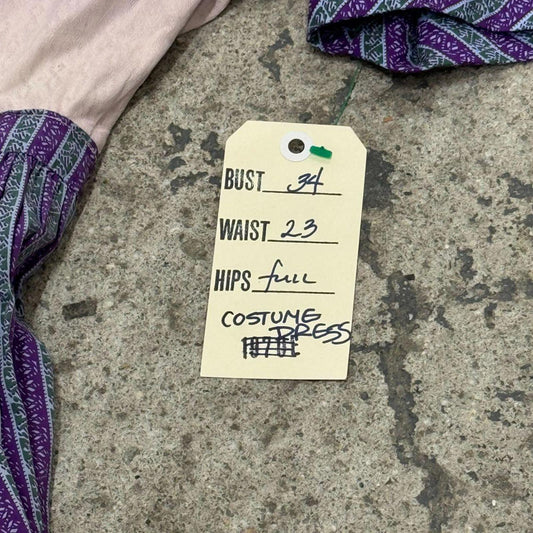 BUST 34
WAIST 23
HIPS full
COSTUME
DRESS